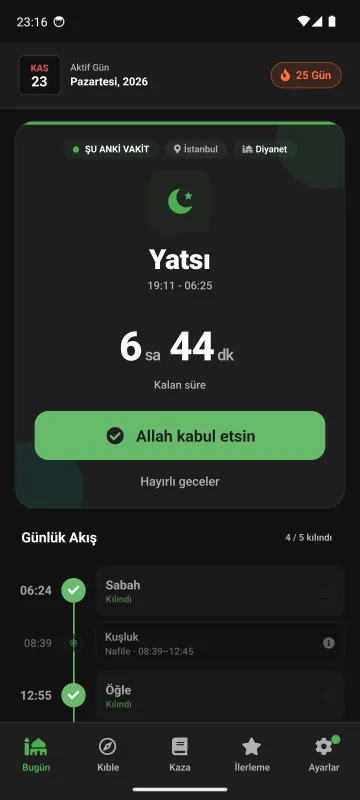 23:16
KAS
23
Aktif Gün
Pazartesi, 2026
25 Gün
ŞU ANKİ VAKİT
İstanbul
Diyanet
Yatsı
19:11 - 06:25
6 sa 44 dk
Kalan süre
Allah kabul etsin
Hayırlı geceler
Günlük Akış
4 / 5 kılındı
06:24
Sabah
Kılındı
08:39
Kuşluk
Nafile · 08:39–12:45
12:55
Öğle
Kılındı
Bugün
Kıble
Kaza
İlerleme
Ayarlar